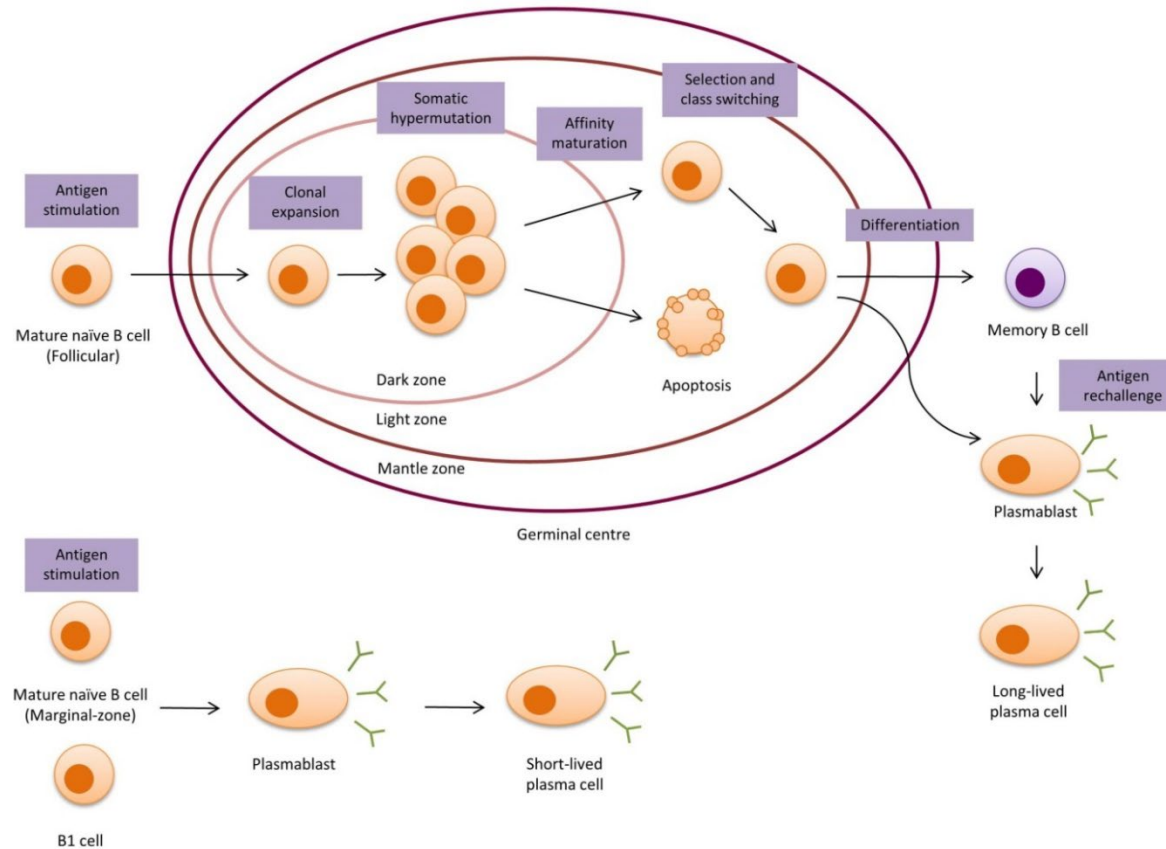 Selection and
class switching
Somatic
hypermutation
Affinity
maturation
Antigen
stimulation
Clonal
expansion
Differentiation
Mature naïve B cell
(Follicular)
Memory B cell
Dark zone
Apoptosis
Light zone
Antigen
rechallenge
Mantle zone
Plasmablast
Germinal centre
Antigen
stimulation
Mature naïve B cell
(Marginal-zone)
Long-lived
plasma cell
Plasmablast
Short-lived
plasma cell
B1 cell